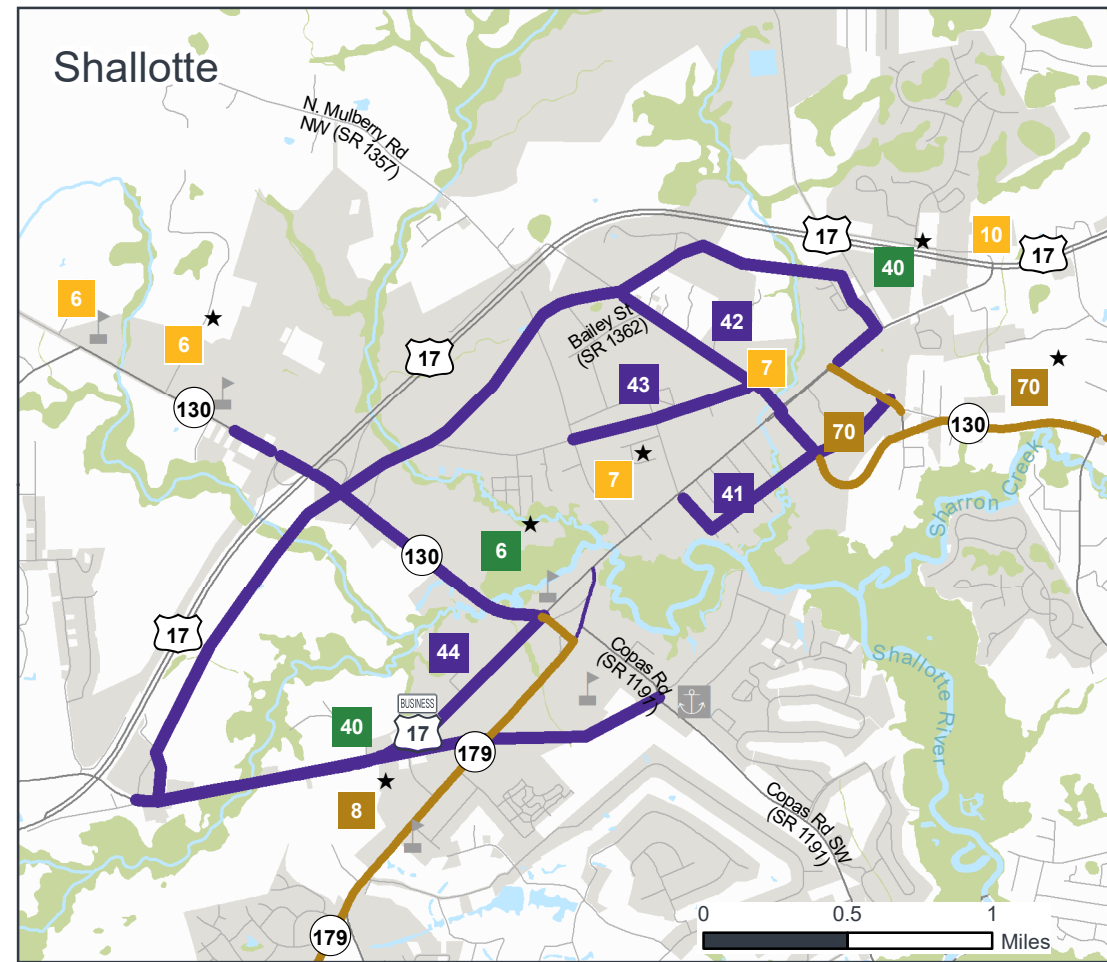 Shallotte
N. Mulberry Rd
NW (SR 1357)
17
10
17
40
6
6
42
Bailey St
(SR 1362)
17
7
43
70
130
70
130
7
41
Sharron Creek
6
130
17
44
Copas Rd
(SR 1191)
Shallotte
River
BUSINESS
17
40
179
8
Copas Rd SW
(SR 1191)
179
0
0.5
1
Miles